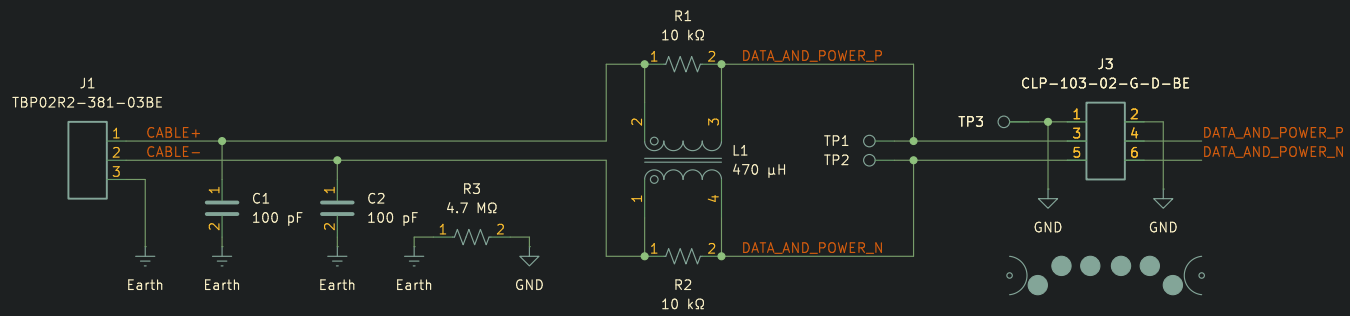 R1
10 kΩ
1 2
DATA_AND_POWER_P
J3
CLP-103-02-G-D-BE
J1
TBP02R2-381-03BE
1
2
3
CABLE+
CABLE-
2 3
L1
470 µH
1 4
TP1
TP2
TP3
1 2
3 4
5 6
DATA_AND_POWER_P
DATA_AND_POWER_N
1
2
C1
100 pF
1
2
C2
100 pF
R3
4.7 MΩ
1 2
GND
GND
1 2
DATA_AND_POWER_N
Earth
Earth
Earth
Earth
GND
R2
10 kΩ